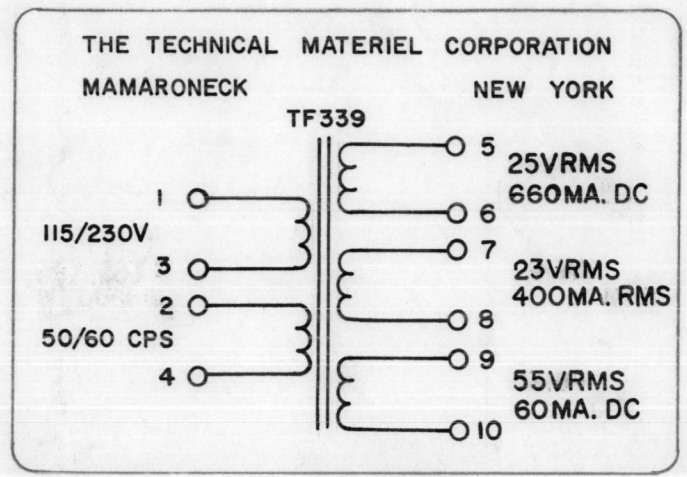 THE TECHNICAL MATERIEL CORPORATION
MAMARONECK NEW YORK
TF339
1
115/230V
3
2
50/60 CPS
4
5
25VRMS
660MA. DC
6
7
23VRMS
400MA. RMS
8
9
55VRMS
60MA. DC
10